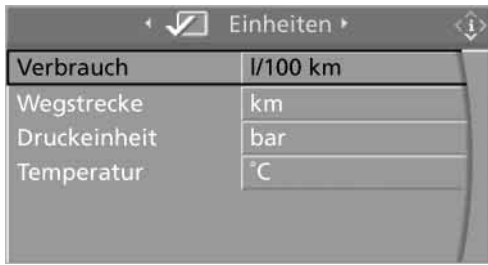 Einheiten
Verbrauch l/100 km
Wegstrecke km
Druckeinheit bar
Temperatur °C